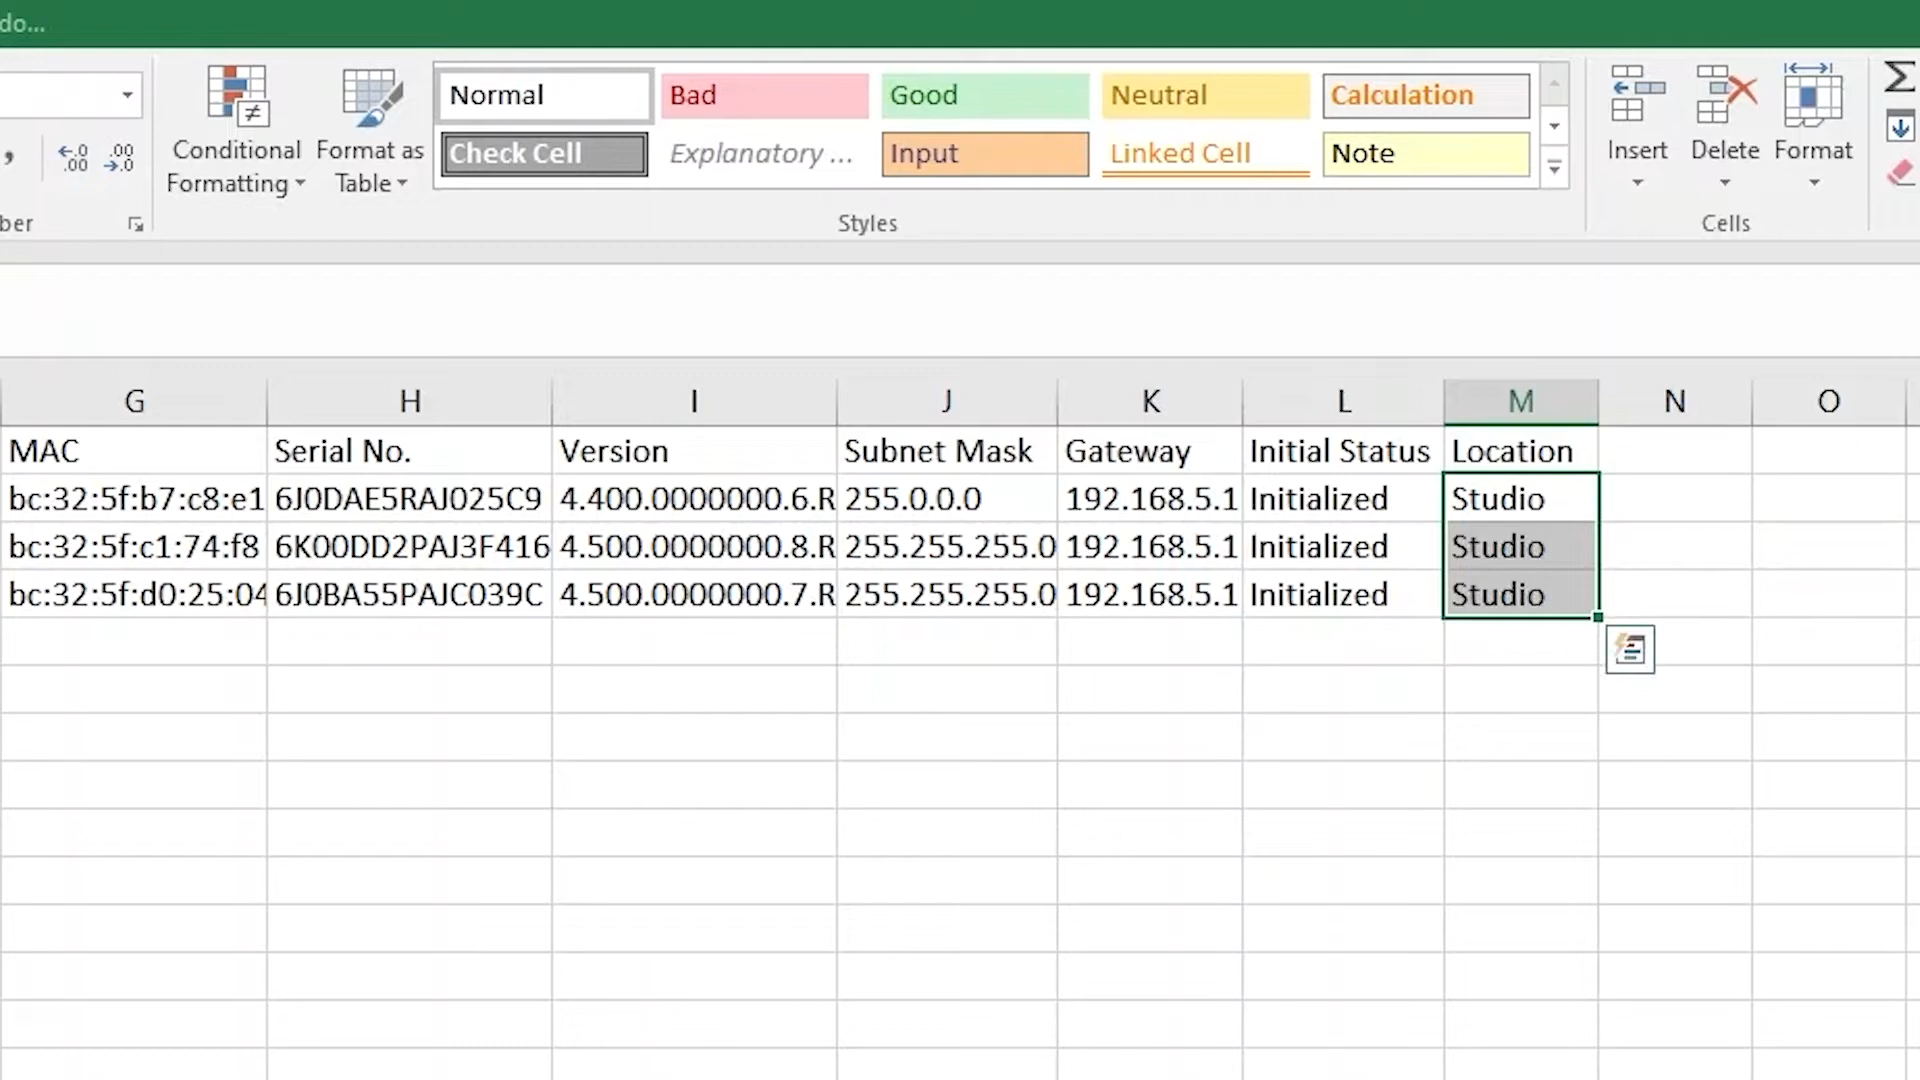 do...
Normal Bad Good Neutral Calculation
Check Cell Explanatory ... Input Linked Cell Note
Conditional Formatting
Format as Table
Insert Delete Format
ber Styles Cells
G H I J K L M N O
MAC Serial No. Version Subnet Mask Gateway Initial Status Location
bc:32:5f:b7:c8:e1 6J0DAE5RAJ025C9 4.400.0000000.6.R 255.0.0.0 192.168.5.1 Initialized Studio
bc:32:5f:c1:74:f8 6K00DD2PAJ3F416 4.500.0000000.8.R 255.255.255.0 192.168.5.1 Initialized Studio
bc:32:5f:d0:25:04 6J0BA55PAJC039C 4.500.0000000.7.R 255.255.255.0 192.168.5.1 Initialized Studio